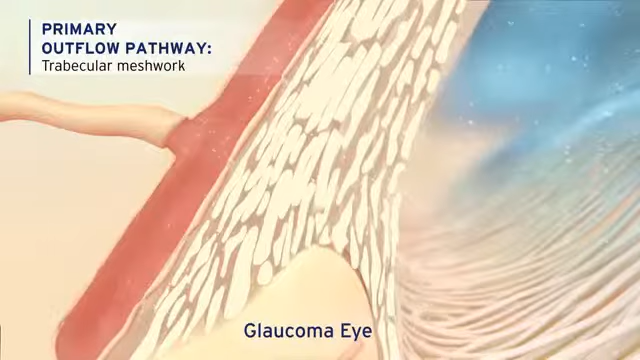 PRIMARY
OUTFLOW PATHWAY:
Trabecular meshwork
Glaucoma Eye